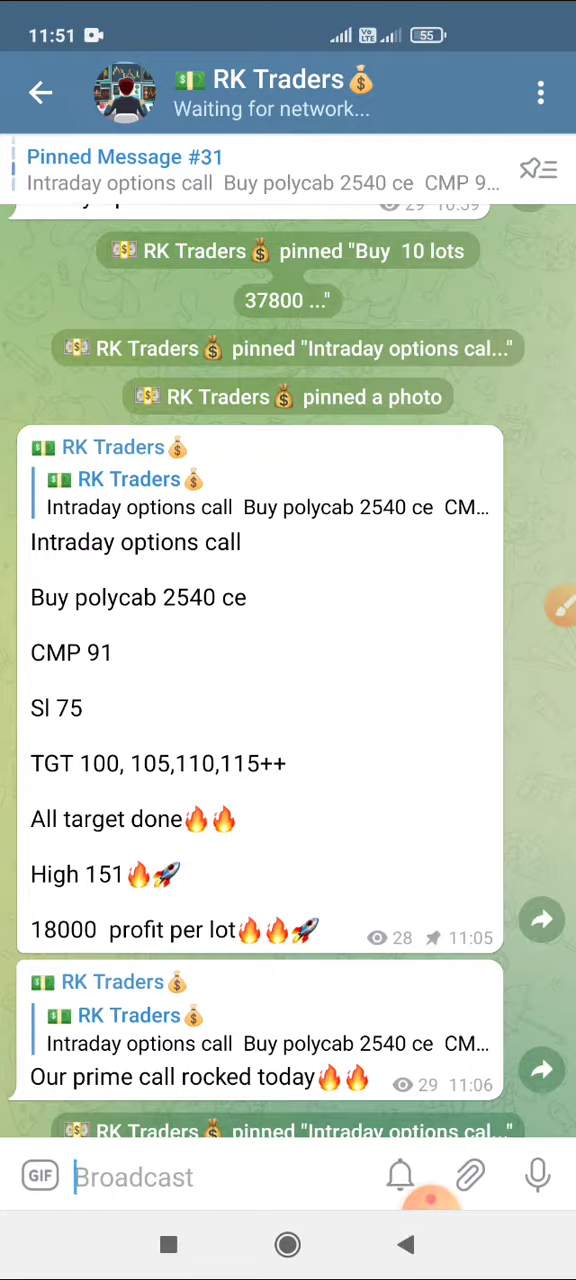 11:51
VO LTE
55
RK Traders
Waiting for network...
Pinned Message #31
Intraday options call Buy polycab 2540 ce CMP 9...
29 10:59
RK Traders pinned "Buy 10 lots
37800 ..."
RK Traders pinned "Intraday options cal..."
RK Traders pinned a photo
RK Traders
RK Traders
Intraday options call Buy polycab 2540 ce CM...
Intraday options call
Buy polycab 2540 ce
CMP 91
Sl 75
TGT 100, 105,110,115++
All target done🔥🔥
High 151🔥🚀
18000 profit per lot🔥🔥🚀
28 11:05
RK Traders
RK Traders
Intraday options call Buy polycab 2540 ce CM...
Our prime call rocked today🔥🔥
29 11:06
RK Traders pinned "Intraday options cal..."
GIF Broadcast